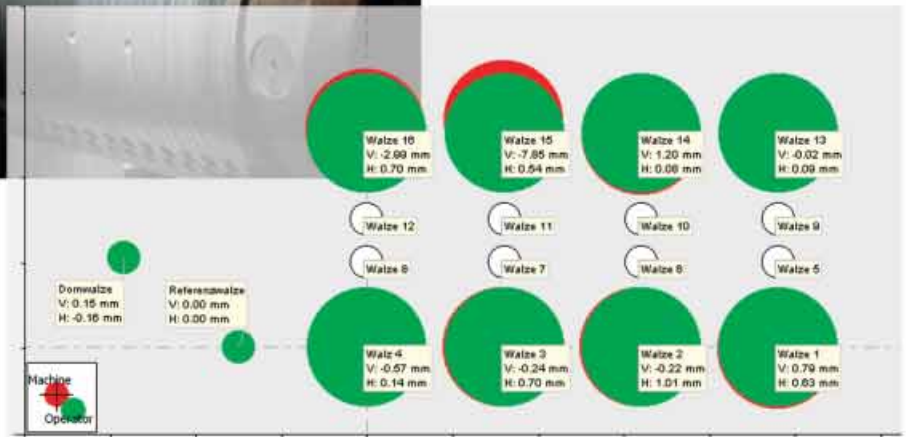 Walze 16
V: -2.99 mm
H: 0.70 mm
Walze 15
V: -7.85 mm
H: 0.54 mm
Walze 14
V: 1.20 mm
H: 0.08 mm
Walze 13
V: -0.02 mm
H: 0.09 mm
Walze 12
Walze 11
Walze 10
Walze 9
Walze 8
Walze 7
Walze 6
Walze 5
Domwalze
V: 0.15 mm
H: -0.16 mm
Referenzwalze
V: 0.00 mm
H: 0.00 mm
Walz 4
V: -0.57 mm
H: 0.14 mm
Walze 3
V: -0.24 mm
H: 0.70 mm
Walze 2
V: -0.22 mm
H: 1.01 mm
Walze 1
V: 0.79 mm
H: 0.63 mm
Machine
Operator